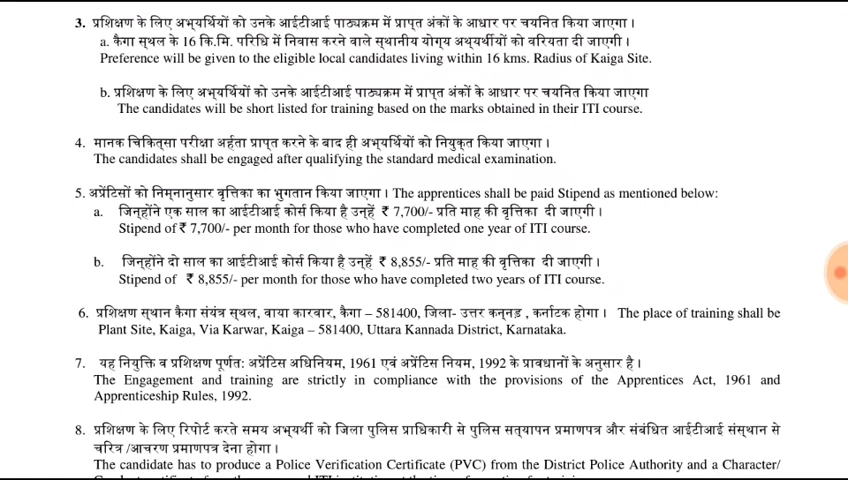 3. प्रशिक्षण के लिए अभ्यर्थियों को उनके आईटीआई पाठ्यक्रम में प्राप्त अंकों के आधार पर चयनित किया जाएगा।
a. कैगा स्थल के 16 कि.मि. परिधि में निवास करने वाले स्थानीय योग्य अथ्यर्थीयों को वरियता दी जाएगी।
Preference will be given to the eligible local candidates living within 16 kms. Radius of Kaiga Site.
b. प्रशिक्षण के लिए अभ्यर्थियों को उनके आईटीआई पाठ्यक्रम में प्राप्त अंकों के आधार पर चयनित किया जाएगा
The candidates will be short listed for training based on the marks obtained in their ITI course.
4. मानक चिकित्सा परीक्षा अर्हता प्राप्त करने के बाद ही अभ्यर्थियों को नियुक्त किया जाएगा।
The candidates shall be engaged after qualifying the standard medical examination.
5. अप्रेंटिसों को निम्नानुसार वृत्तिका का भुगतान किया जाएगा। The apprentices shall be paid Stipend as mentioned below:
a. जिन्होंने एक साल का आईटीआई कोर्स किया है उन्हें ₹ 7,700/- प्रति माह की वृत्तिका दी जाएगी।
Stipend of ₹ 7,700/- per month for those who have completed one year of ITI course.
b. जिन्होंने दो साल का आईटीआई कोर्स किया है उन्हें ₹ 8,855/- प्रति माह की वृत्तिका दी जाएगी।
Stipend of ₹ 8,855/- per month for those who have completed two years of ITI course.
6. प्रशिक्षण स्थान कैगा संयंत्र स्थल, वाया कारवार, कैगा – 581400, जिला- उत्तर कन्नड़ , कर्नाटक होगा। The place of training shall be
Plant Site, Kaiga, Via Karwar, Kaiga – 581400, Uttara Kannada District, Karnataka.
7. यह नियुक्ति व प्रशिक्षण पूर्णत: अप्रेंटिस अधिनियम, 1961 एवं अप्रेंटिस नियम, 1992 के प्रावधानों के अनुसार है।
The Engagement and training are strictly in compliance with the provisions of the Apprentices Act, 1961 and
Apprenticeship Rules, 1992.
8. प्रशिक्षण के लिए रिपोर्ट करते समय अभ्यर्थी को जिला पुलिस प्राधिकारी से पुलिस सत्यापन प्रमाणपत्र और संबंधित आईटीआई संस्थान से
चरित्र /आचरण प्रमाणपत्र देना होगा।
The candidate has to produce a Police Verification Certificate (PVC) from the District Police Authority and a Character/